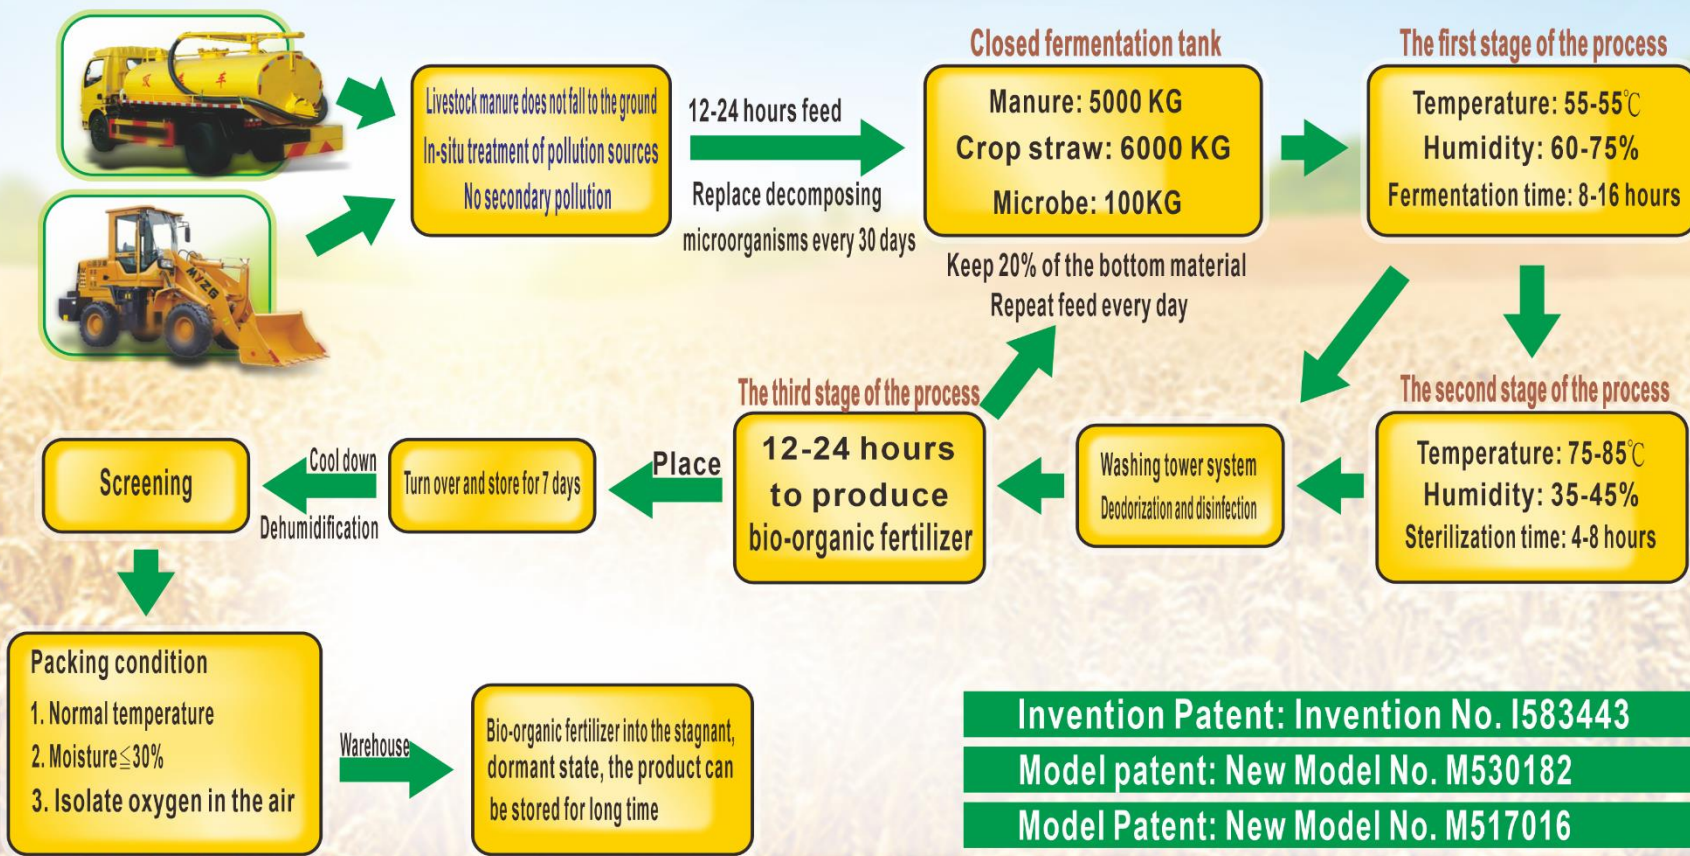 Livestock manure does not fall to the ground
In-situ treatment of pollution sources
No secondary pollution
12-24 hours feed
Replace decomposing
microorganisms every 30 days
Closed fermentation tank
Manure: 5000 KG
Crop straw: 6000 KG
Microbe: 100KG
Keep 20% of the bottom material
Repeat feed every day
The first stage of the process
Temperature: 55-55℃
Humidity: 60-75%
Fermentation time: 8-16 hours
The second stage of the process
Temperature: 75-85℃
Humidity: 35-45%
Sterilization time: 4-8 hours
Washing tower system
Deodorization and disinfection
The third stage of the process
12-24 hours
to produce
bio-organic fertilizer
Place
Turn over and store for 7 days
Cool down
Dehumidification
Screening
Packing condition
1. Normal temperature
2. Moisture≦30%
3. Isolate oxygen in the air
Warehouse
Bio-organic fertilizer into the stagnant,
dormant state, the product can
be stored for long time
Invention Patent: Invention No. I583443
Model patent: New Model No. M530182
Model Patent: New Model No. M517016
MYZG